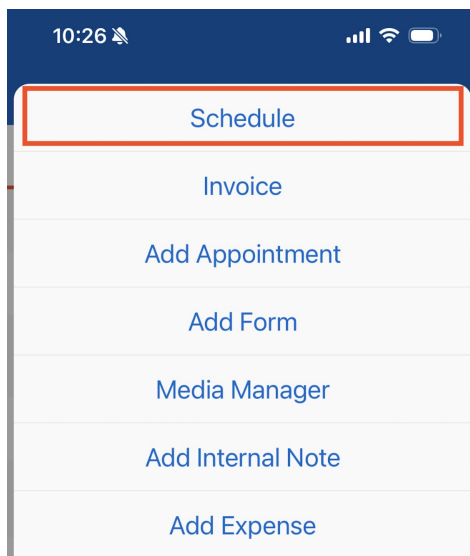 10:26
Schedule
Invoice
Add Appointment
Add Form
Media Manager
Add Internal Note
Add Expense